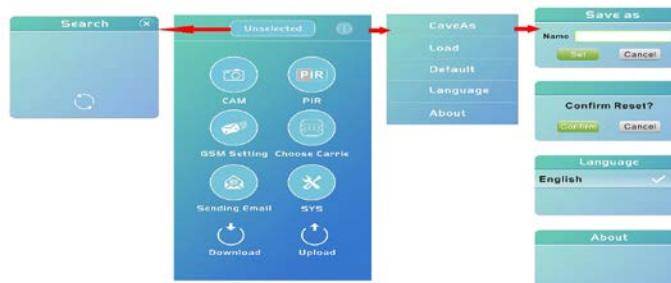 Search
Unselected
CAM
PIR
PIR
GSM Setting Choose Carrie
Sending Email SYS
Download Upload
CaveAs
Load
Default
Language
About
Save as
Name
Set Cancel
Confirm Reset?
Confirm Cancel
Language
English
About